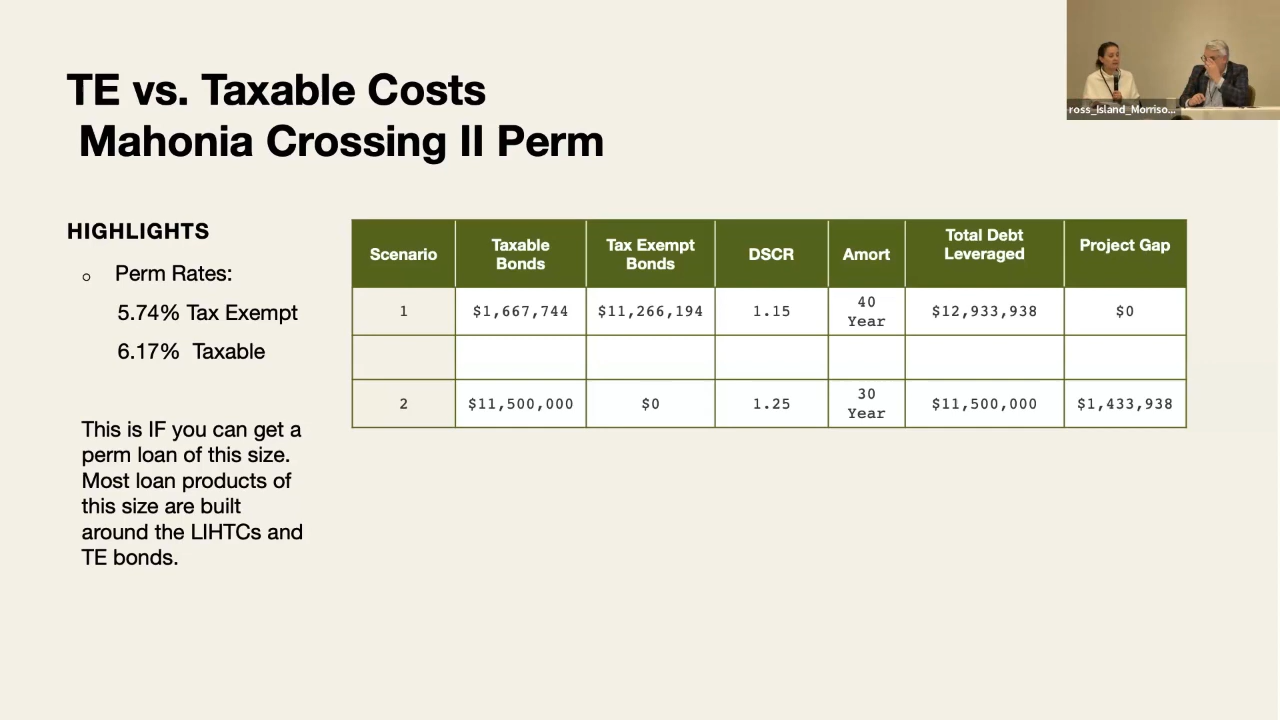 TE vs. Taxable Costs
Mahonia Crossing II Perm
ross_Island_Morriso...
HIGHLIGHTS
o Perm Rates:
5.74% Tax Exempt
6.17% Taxable
This is IF you can get a
perm loan of this size.
Most loan products of
this size are built
around the LIHTCs and
TE bonds.
Scenario Taxable Bonds Tax Exempt Bonds DSCR Amort Total Debt Leveraged Project Gap
1 $1,667,744 $11,266,194 1.15 40 Year $12,933,938 $0
2 $11,500,000 $0 1.25 30 Year $11,500,000 $1,433,938